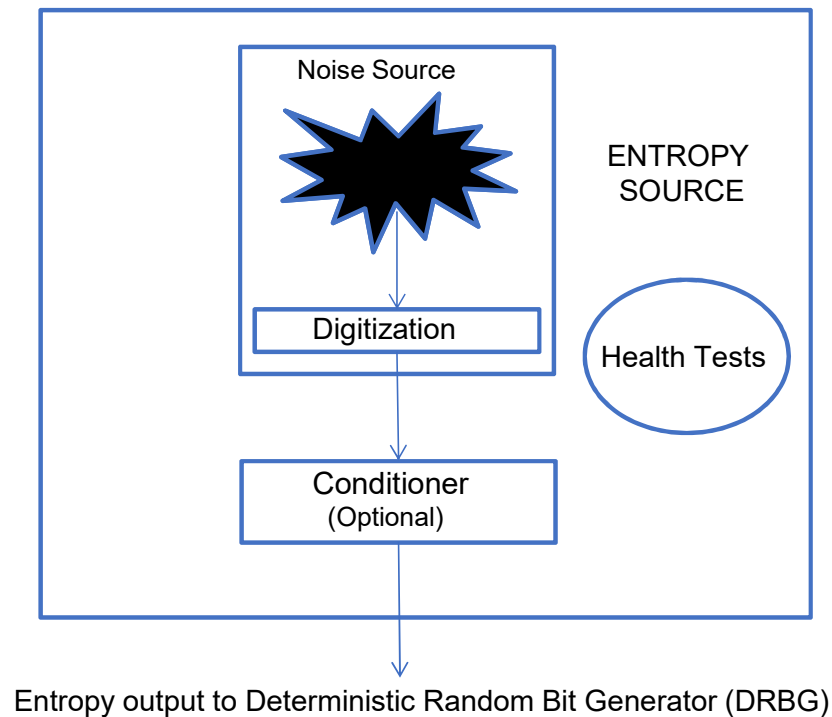 Noise Source
ENTROPY
SOURCE
Digitization
Health Tests
Conditioner
(Optional)
Entropy output to Deterministic Random Bit Generator (DRBG)